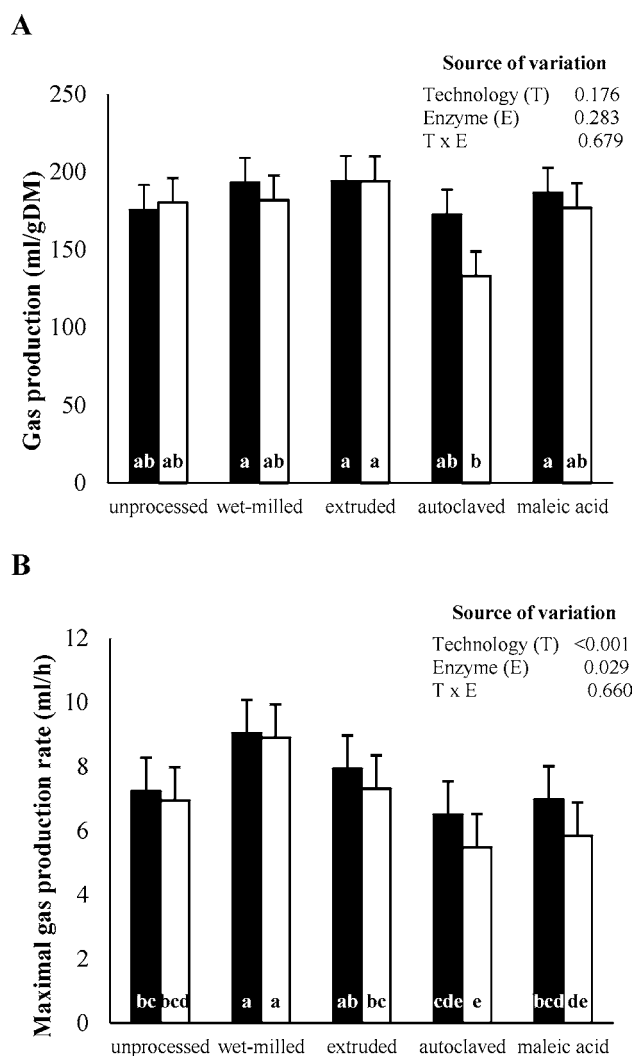 A
Source of variation
Technology (T) 0.176
Enzyme (E) 0.283
T x E 0.679
Gas production (ml/gDM)
250
200
150
100
50
0
ab ab a ab a a ab b a ab
unprocessed wet-milled extruded autoclaved maleic acid
B
Source of variation
Technology (T) <0.001
Enzyme (E) 0.029
T x E 0.660
Maximal gas production rate (ml/h)
12
10
8
6
4
2
0
bc bcd a a ab bc cde e bcd de
unprocessed wet-milled extruded autoclaved maleic acid